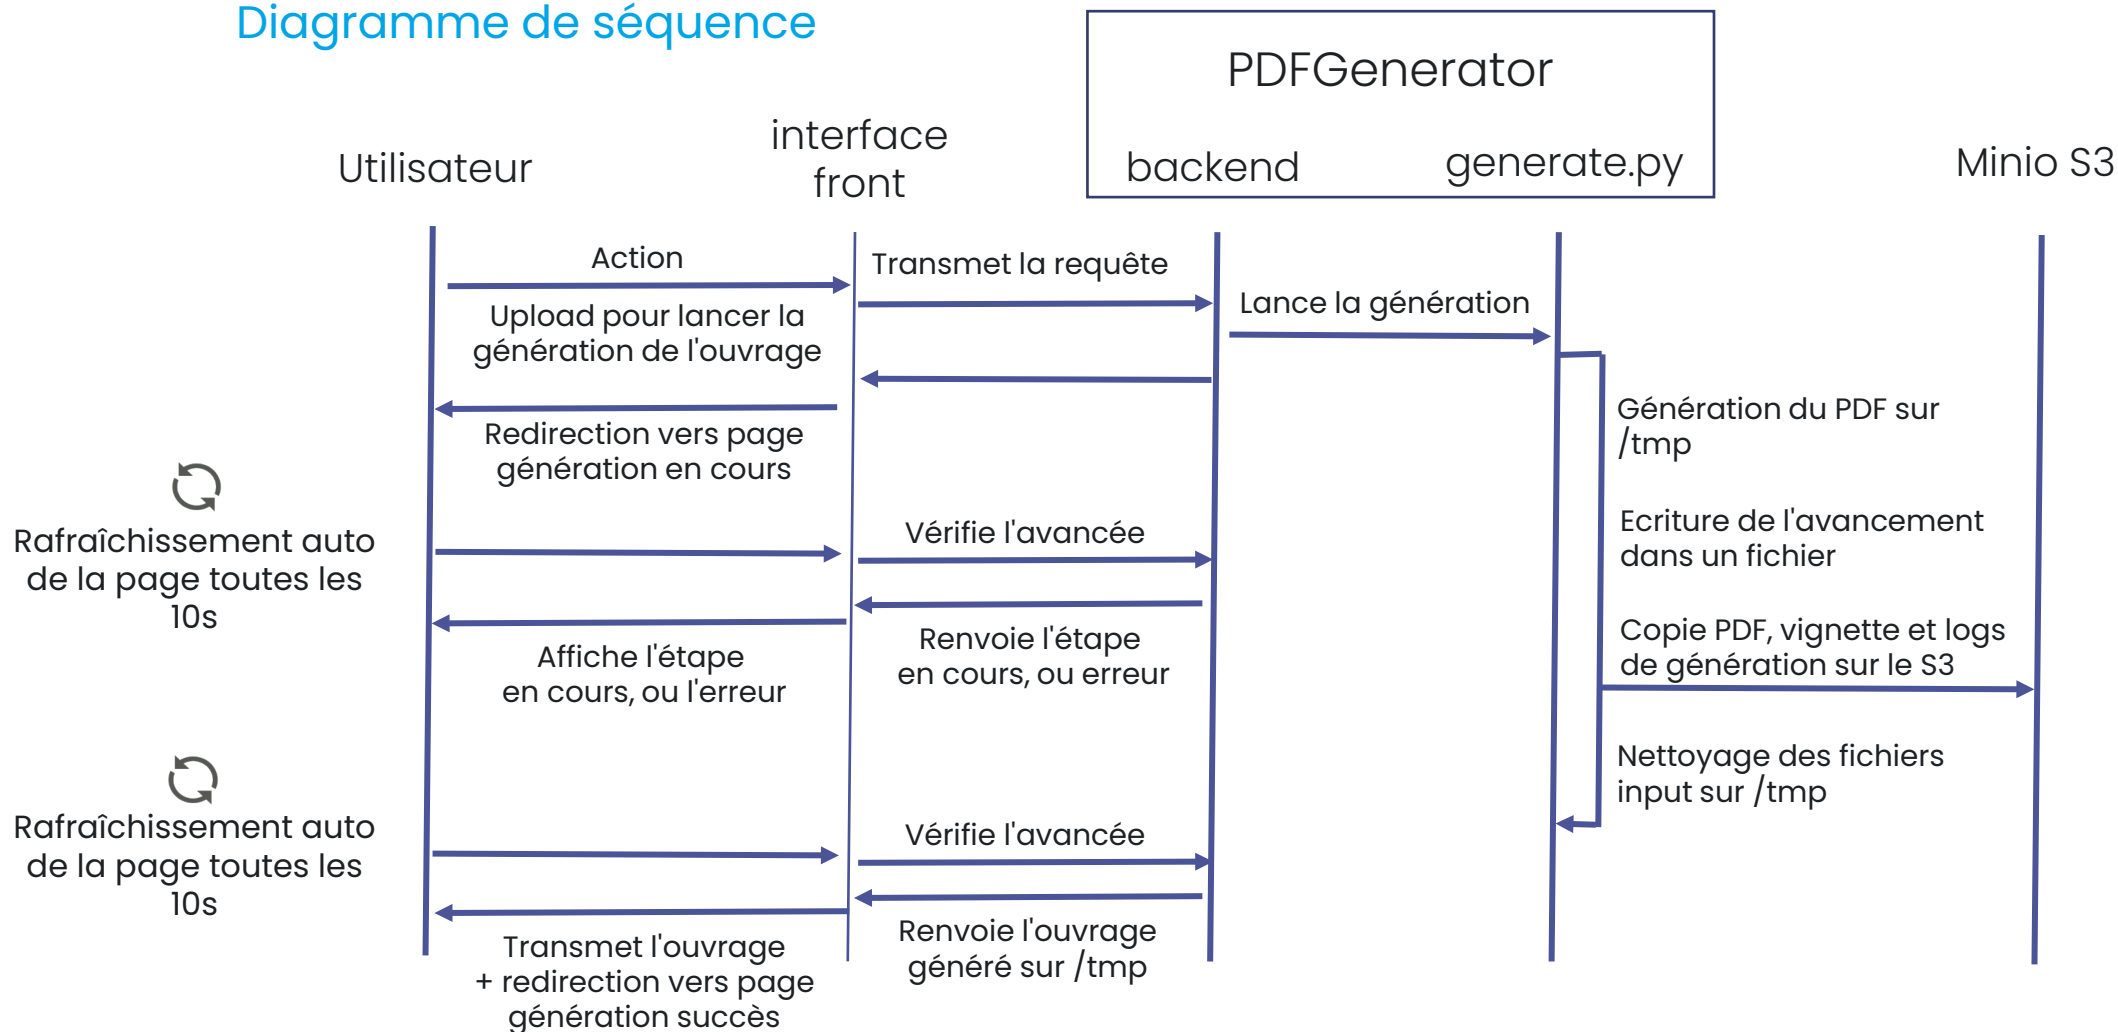 Diagramme de séquence
PDFGenerator
Utilisateur
interface
front
backend
generate.py
Minio S3
Action
Transmet la requête
Upload pour lancer la
génération de l'ouvrage
Lance la génération
Redirection vers page
génération en cours
Génération du PDF sur
/tmp
Rafraîchissement auto
de la page toutes les
10s
Vérifie l'avancée
Ecriture de l'avancement
dans un fichier
Affiche l'étape
en cours, ou l'erreur
Renvoie l'étape
en cours, ou erreur
Copie PDF, vignette et logs
de génération sur le S3
Nettoyage des fichiers
input sur /tmp
Rafraîchissement auto
de la page toutes les
10s
Vérifie l'avancée
Renvoie l'ouvrage
généré sur /tmp
Transmet l'ouvrage
+ redirection vers page
génération succès